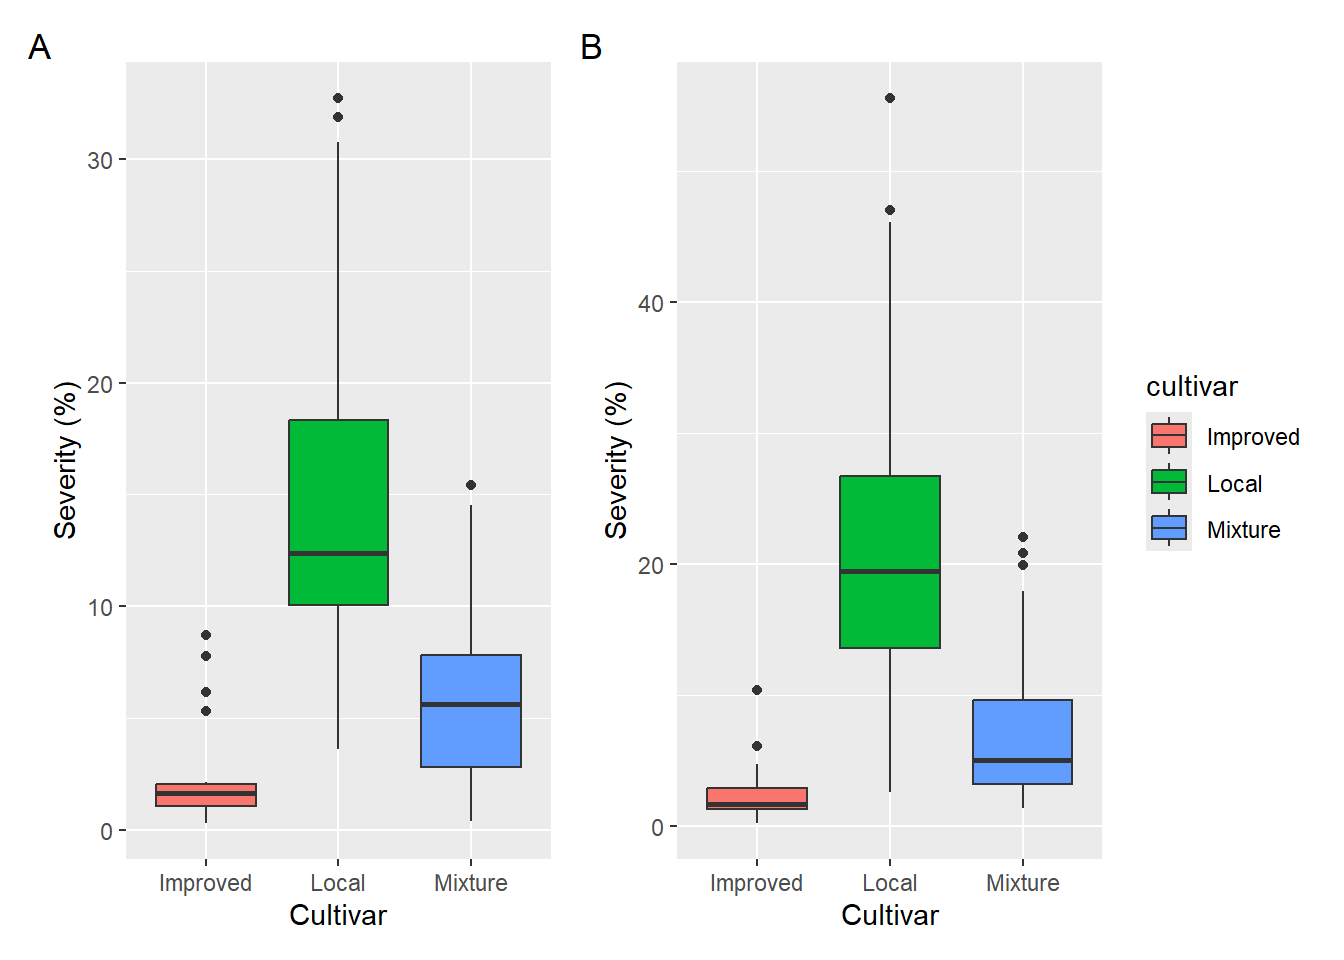 A
B
Severity (%)
30
20
10
0
Improved
Local
Mixture
Cultivar
Severity (%)
40
20
0
Improved
Local
Mixture
Cultivar
cultivar
Improved
Local
Mixture